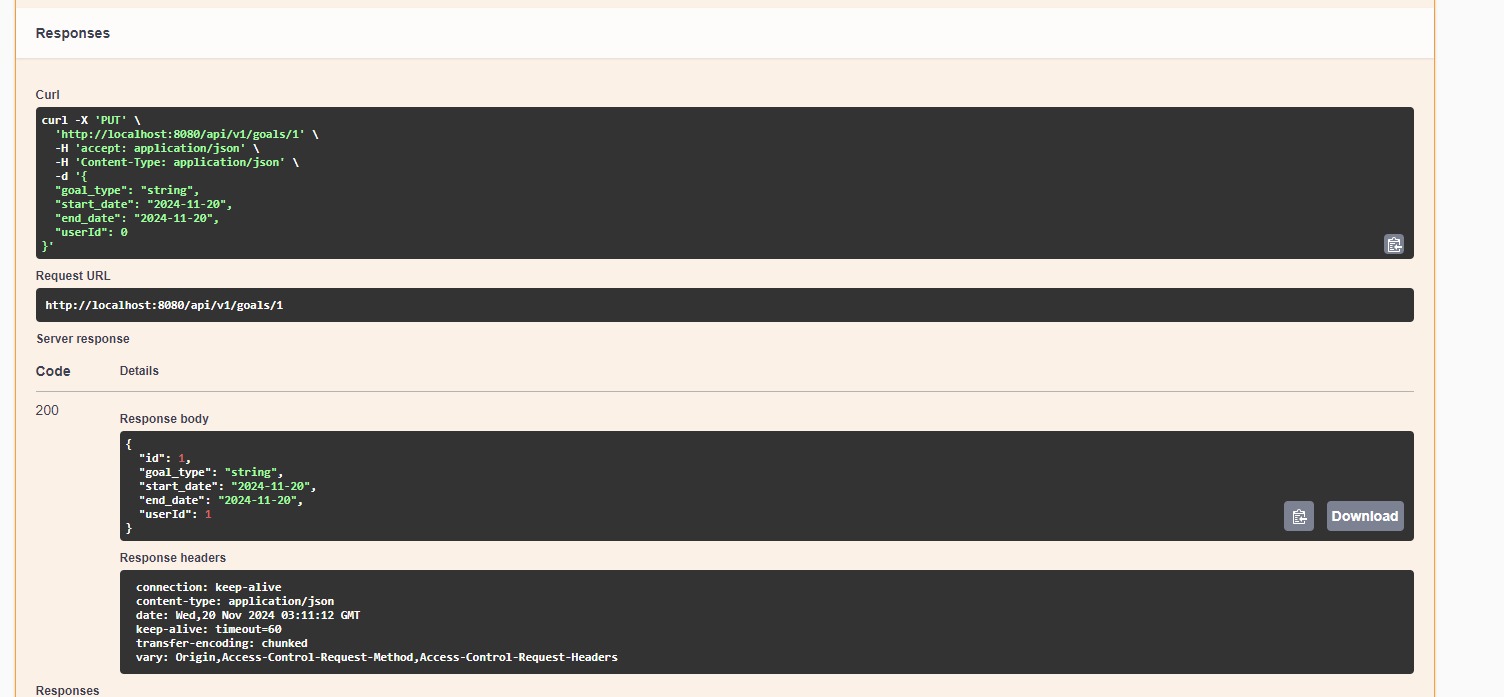 Responses
Curl
curl -X 'PUT' \
  'http://localhost:8080/api/v1/goals/1' \
  -H 'accept: application/json' \
  -H 'Content-Type: application/json' \
  -d '{
  "goal_type": "string",
  "start_date": "2024-11-20",
  "end_date": "2024-11-20",
  "userId": 0
}'
Request URL
http://localhost:8080/api/v1/goals/1
Server response
Code Details
200
Response body
{
  "id": 1,
  "goal_type": "string",
  "start_date": "2024-11-20",
  "end_date": "2024-11-20",
  "userId": 1
}
Download
Response headers
connection: keep-alive
content-type: application/json
date: Wed,20 Nov 2024 03:11:12 GMT
keep-alive: timeout=60
transfer-encoding: chunked
vary: Origin,Access-Control-Request-Method,Access-Control-Request-Headers
Responses